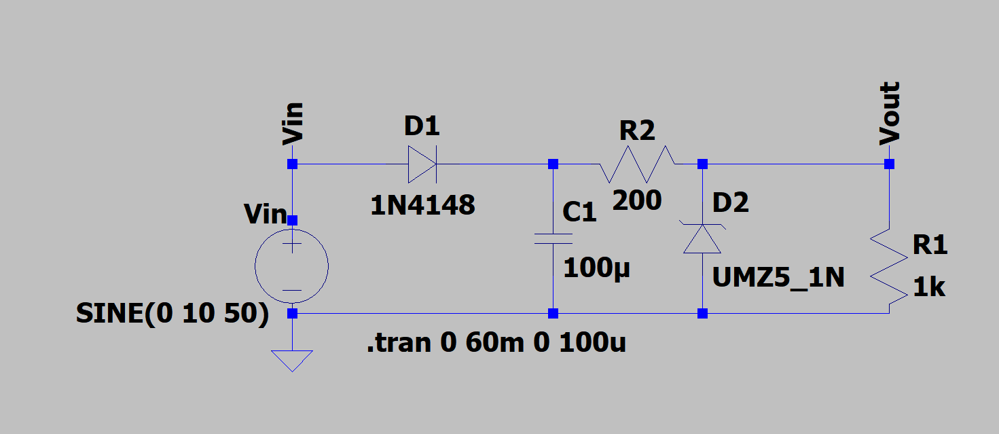 Vin
Vout
D1
R2
1N4148
200
D2
C1
Vin
R1
100µ
UMZ5_1N
1k
SINE(0 10 50)
.tran 0 60m 0 100u